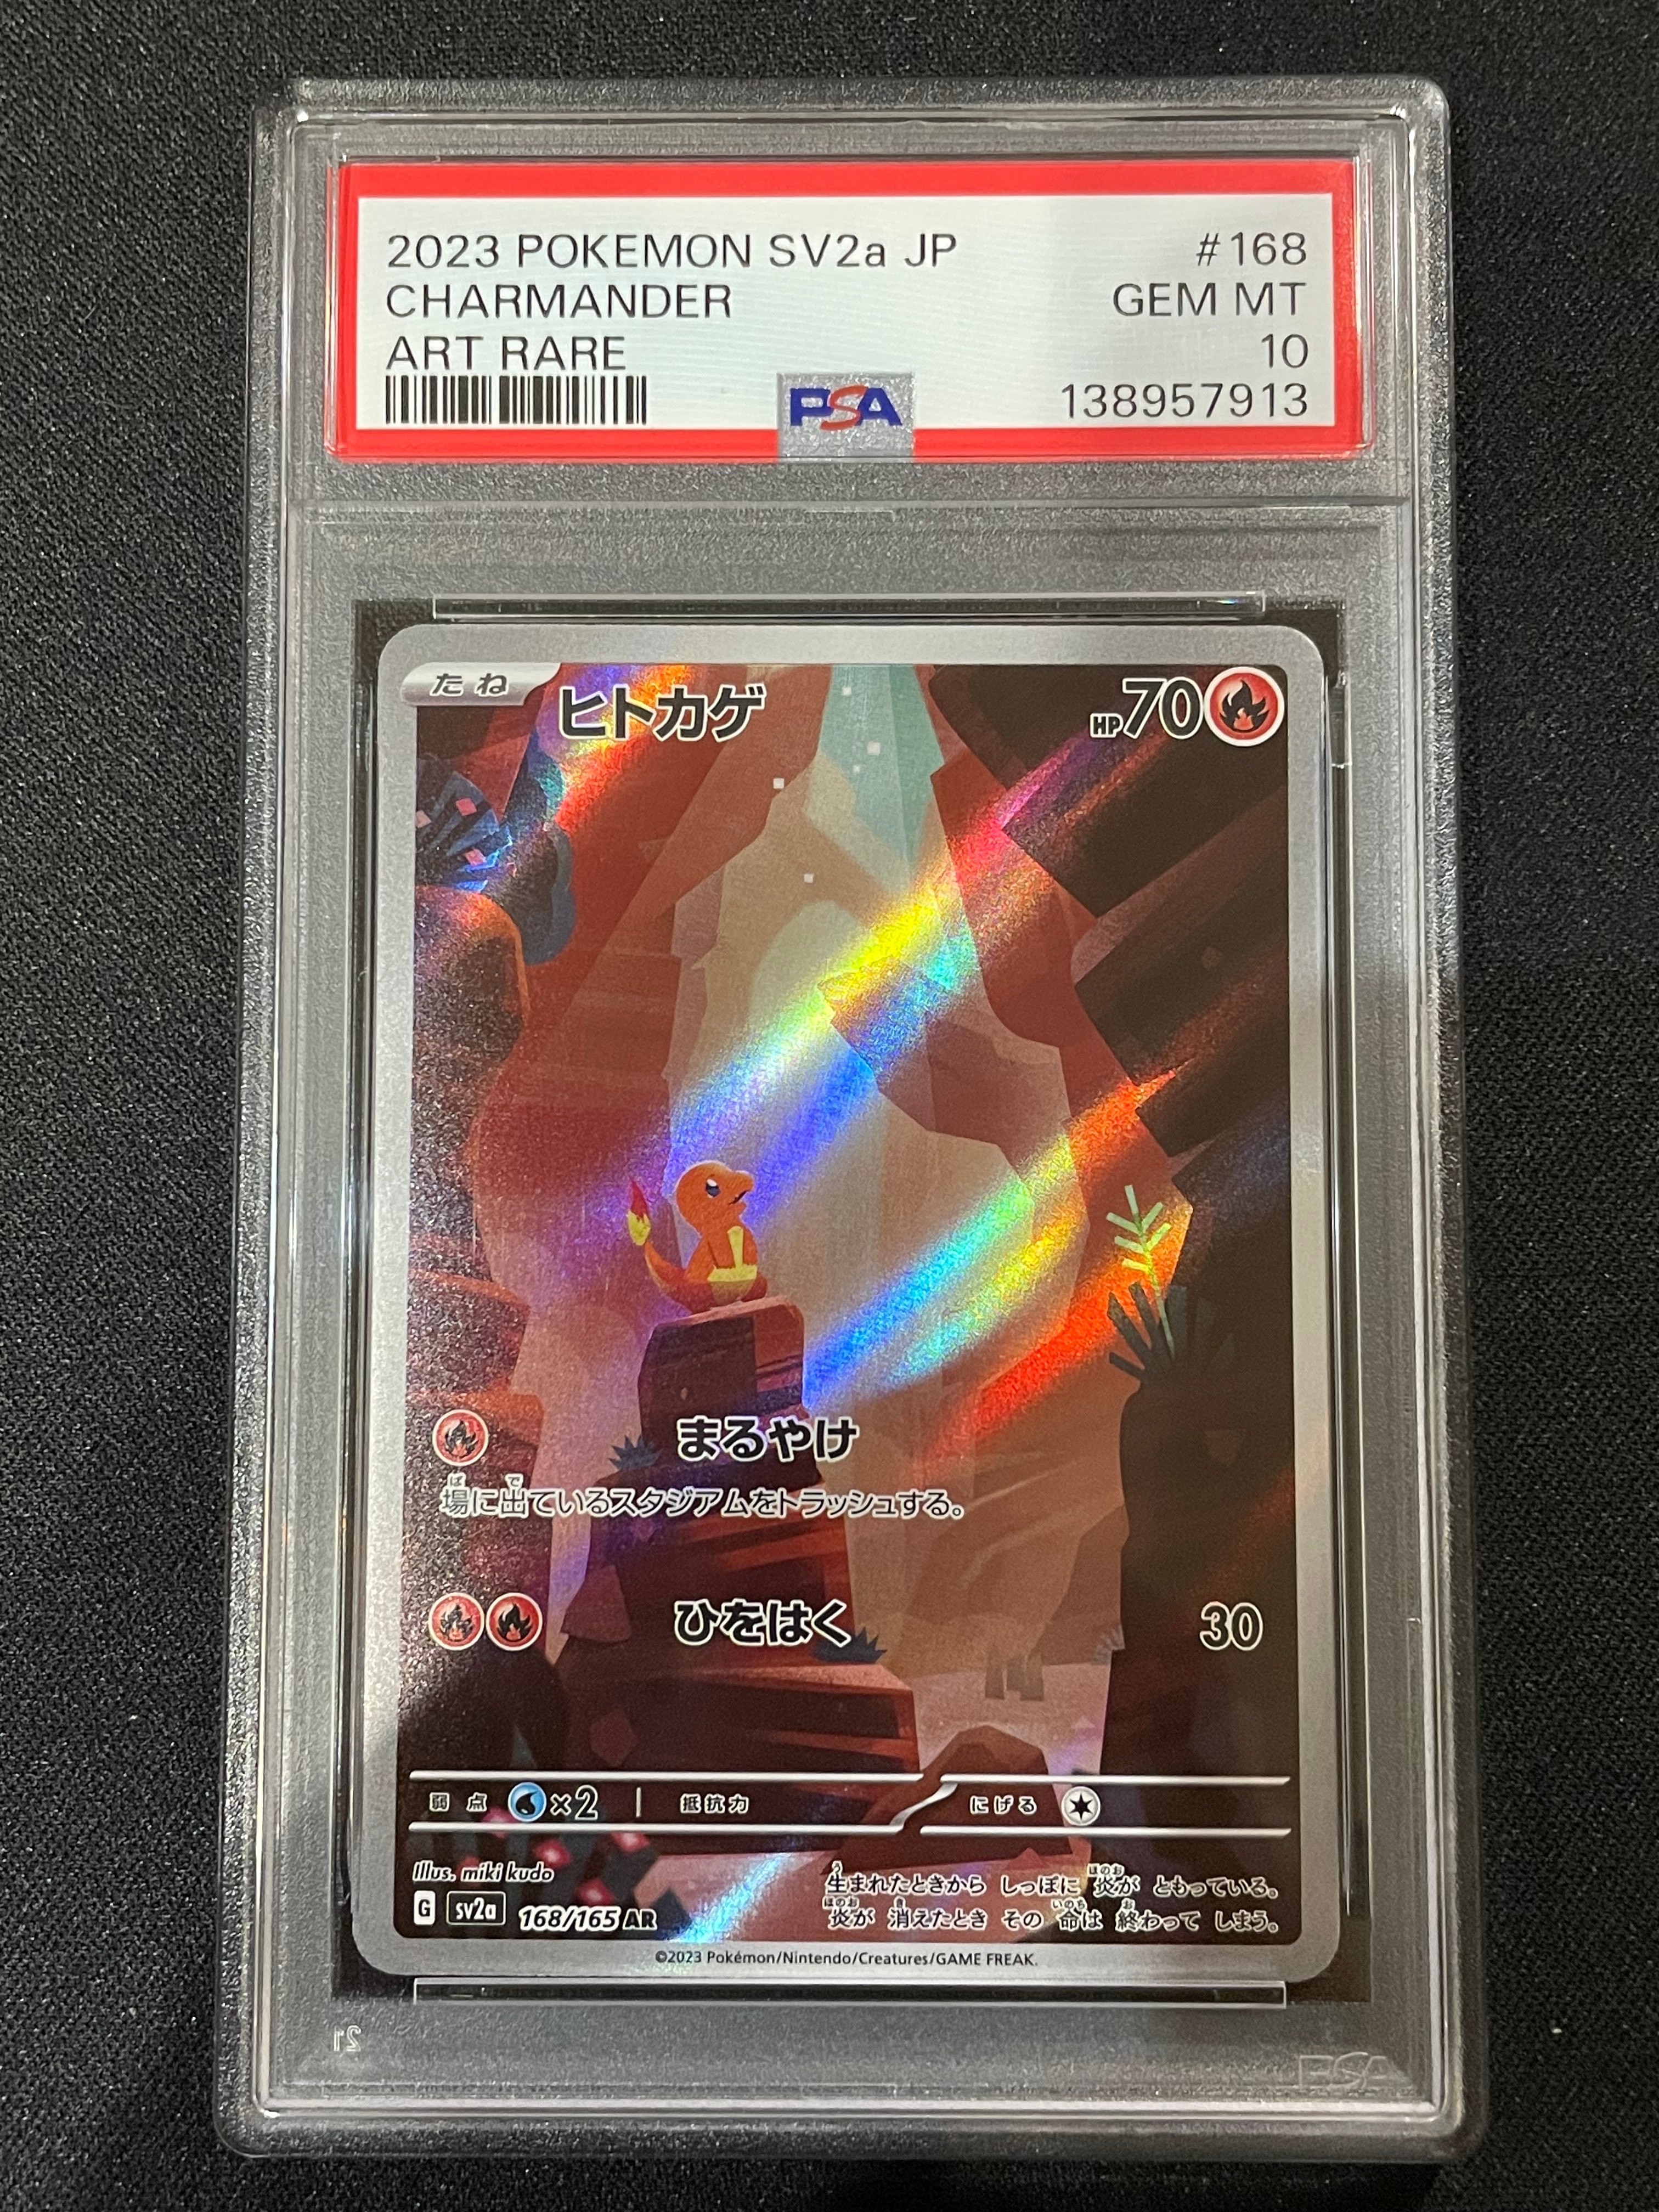 2023 POKEMON SV2a JP #168
CHARMANDER GEM MT
ART RARE 10
PSA 138957913
たね ヒトカゲ HP70
まるやけ
場に出ているスタジアムをトラッシュする。
ひをはく 30
弱点 ×2 抵抗力 にげる
Illus. miki kudo
生まれたときから しっぽに 炎が ともっている。
炎が 消えたとき その 命は 終わって しまう。
G sv2a 168/165 AR
©2023 Pokémon/Nintendo/Creatures/GAME FREAK.
PSA